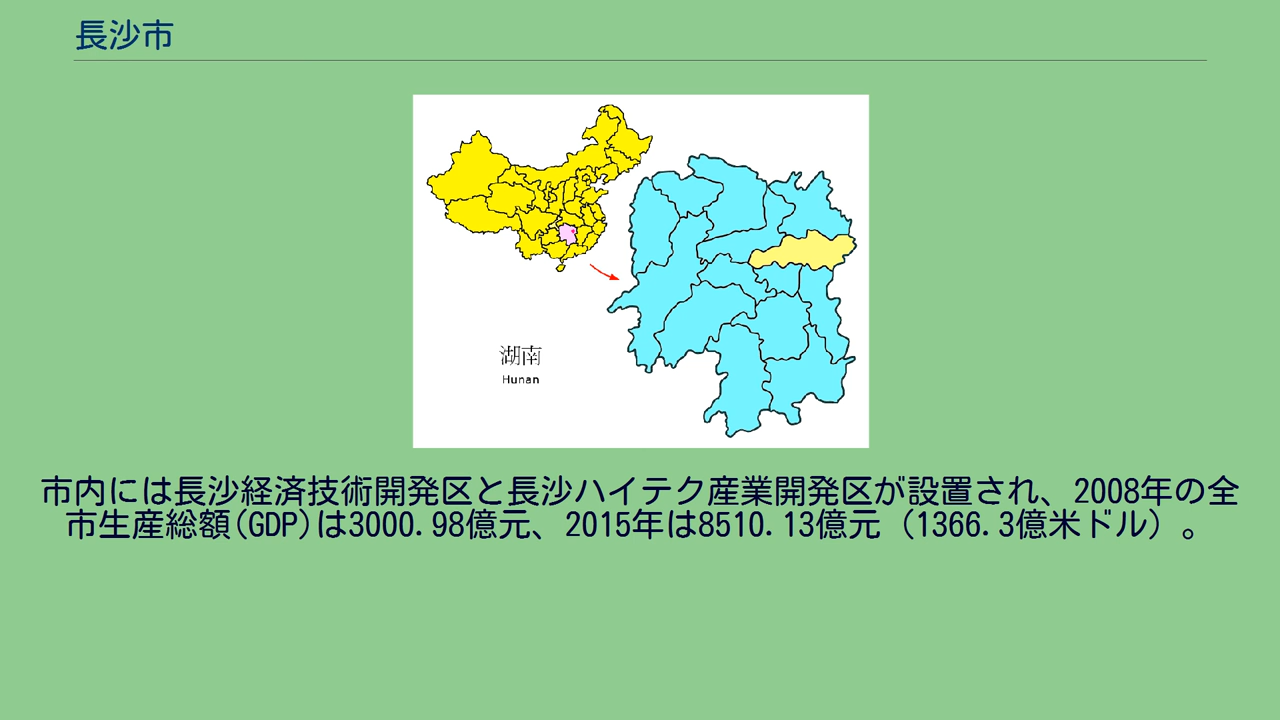 長沙市
湖南
Hunan
市内には長沙経済技術開発区と長沙ハイテク産業開発区が設置され、2008年の全
市生産総額(GDP)は3000.98億元、2015年は8510.13億元（1366.3億米ドル）。